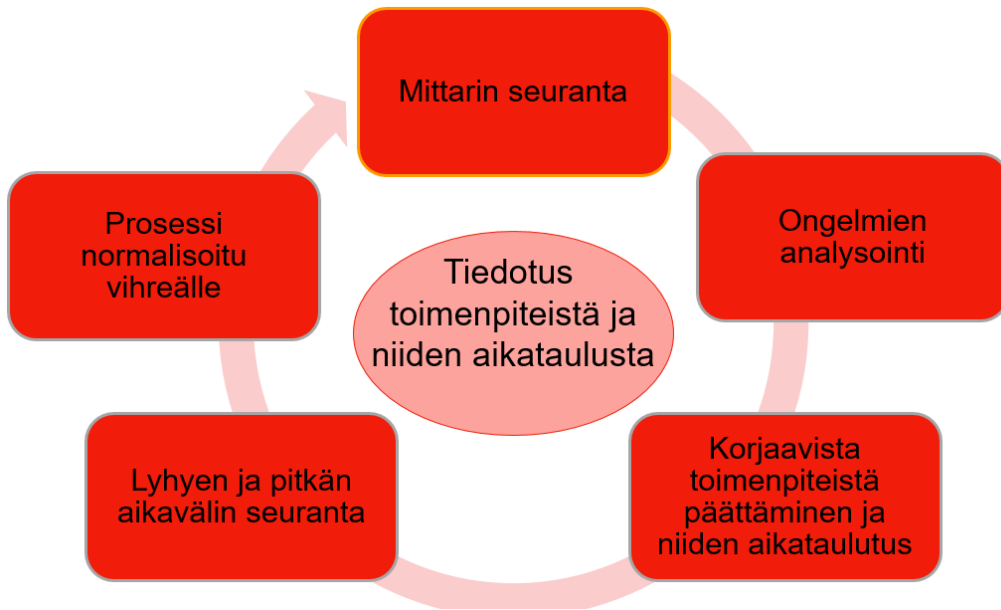 Mittarin seuranta
Ongelmien
analysointi
Korjaavista
toimenpiteistä
päättäminen ja
niiden aikataulutus
Lyhyen ja pitkän
aikavälin seuranta
Prosessi
normalisoitu
vihreälle
Tiedotus
toimenpiteistä ja
niiden aikataulusta